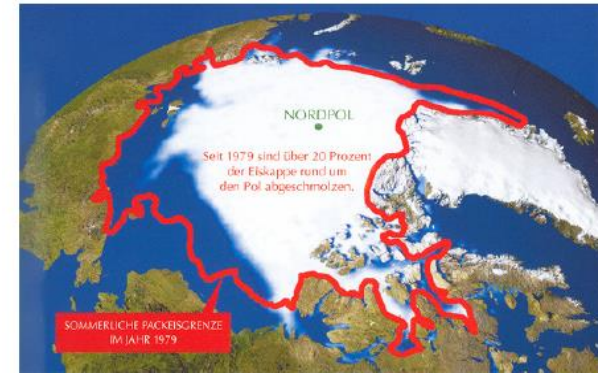 NORDPOL
Seit 1979 sind über 20 Prozent
der Eiskappe rund um
den Pol abgeschmolzen.
SOMMERLICHE PACKEISGRENZE
IM JAHR 1979